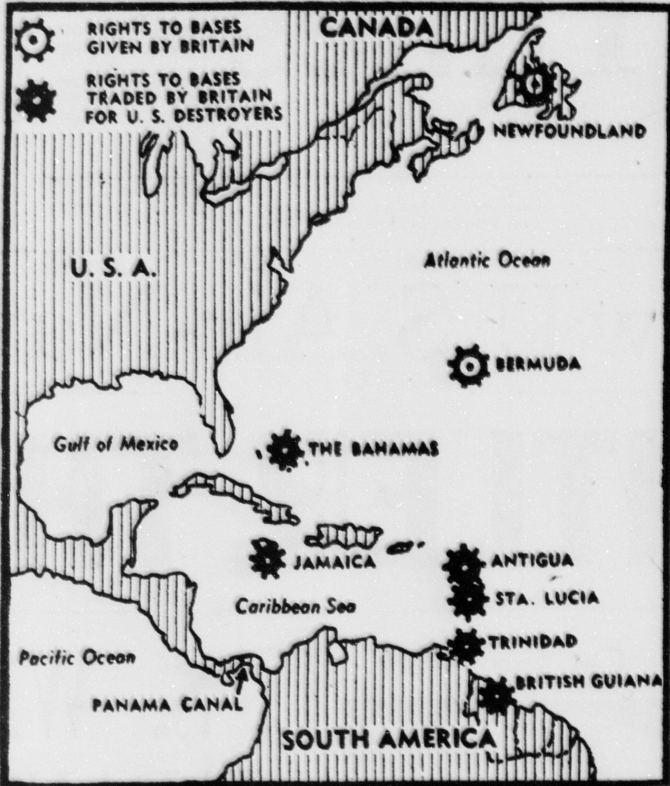 RIGHTS TO BASES
GIVEN BY BRITAIN
RIGHTS TO BASES
TRADED BY BRITAIN
FOR U. S. DESTROYERS
CANADA
NEWFOUNDLAND
U. S. A.
Atlantic Ocean
BERMUDA
Gulf of Mexico
THE BAHAMAS
JAMAICA
ANTIGUA
Caribbean Sea
STA. LUCIA
Pacific Ocean
TRINIDAD
BRITISH GUIANA
PANAMA CANAL
SOUTH AMERICA